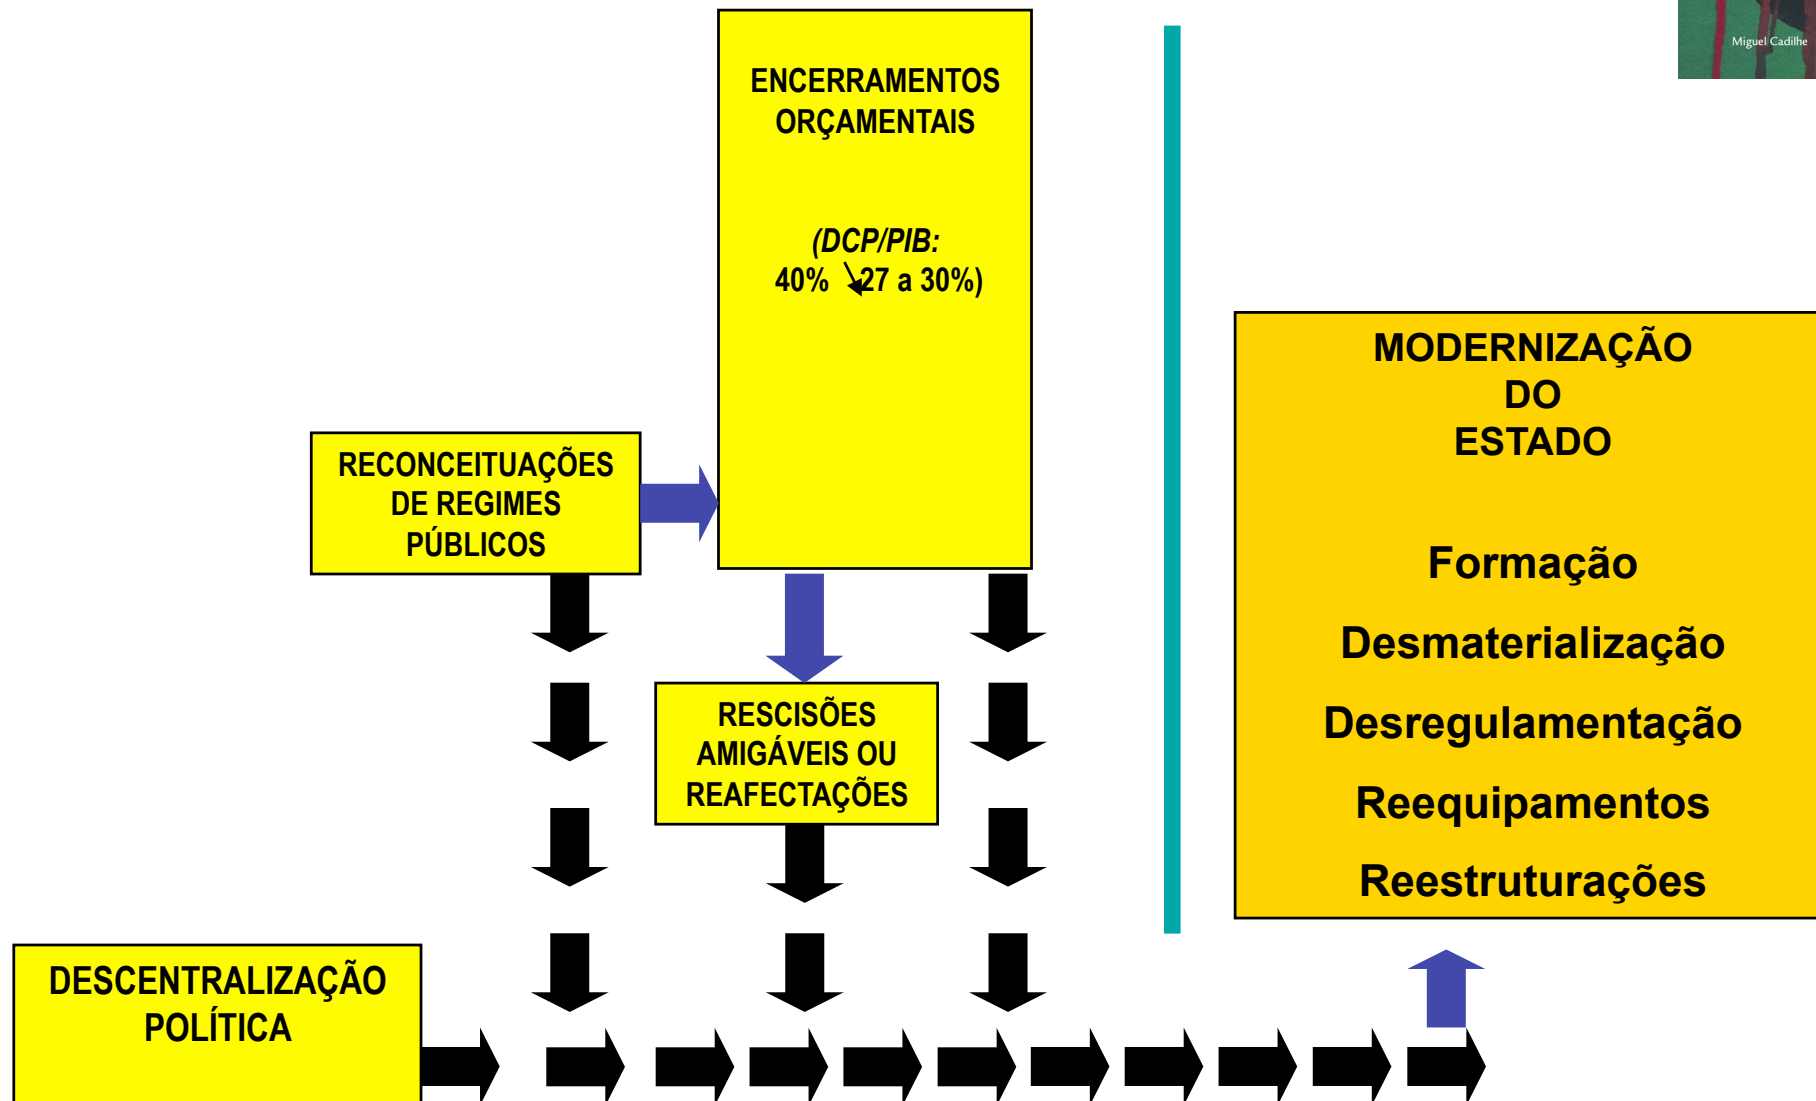 Miguel Cadilhe
ENCERRAMENTOS
ORÇAMENTAIS
(DCP/PIB:
40% 27 a 30%)
RECONCEITUAÇÕES
DE REGIMES
PÚBLICOS
RESCISÕES
AMIGÁVEIS OU
REAFECTAÇÕES
DESCENTRALIZAÇÃO
POLÍTICA
MODERNIZAÇÃO
DO
ESTADO
Formação
Desmaterialização
Desregulamentação
Reequipamentos
Reestruturações